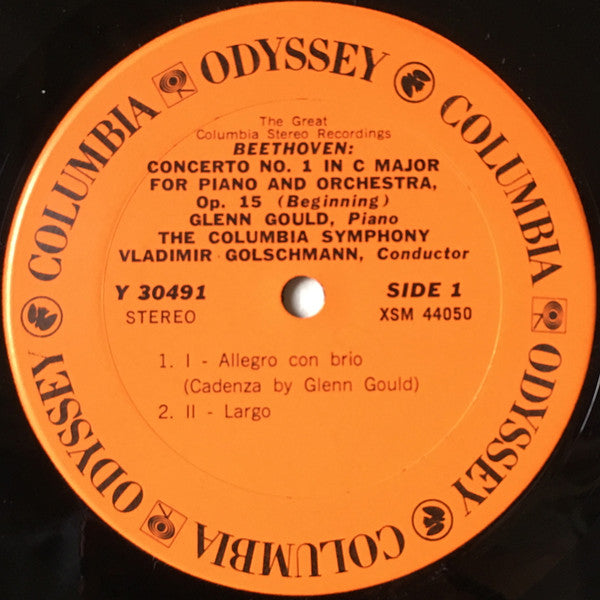 COLUMBIA ODYSSEY COLUMBIA ODYSSEY COLUMBIA ODYSSEY
The Great
Columbia Stereo Recordings
BEETHOVEN:
CONCERTO NO. 1 IN C MAJOR
FOR PIANO AND ORCHESTRA,
Op. 15 (Beginning)
GLENN GOULD, Piano
THE COLUMBIA SYMPHONY
VLADIMIR GOLSCHMANN, Conductor
Y 30491 SIDE 1
STEREO XSM 44050
1. I - Allegro con brio
(Cadenza by Glenn Gould)
2. II - Largo